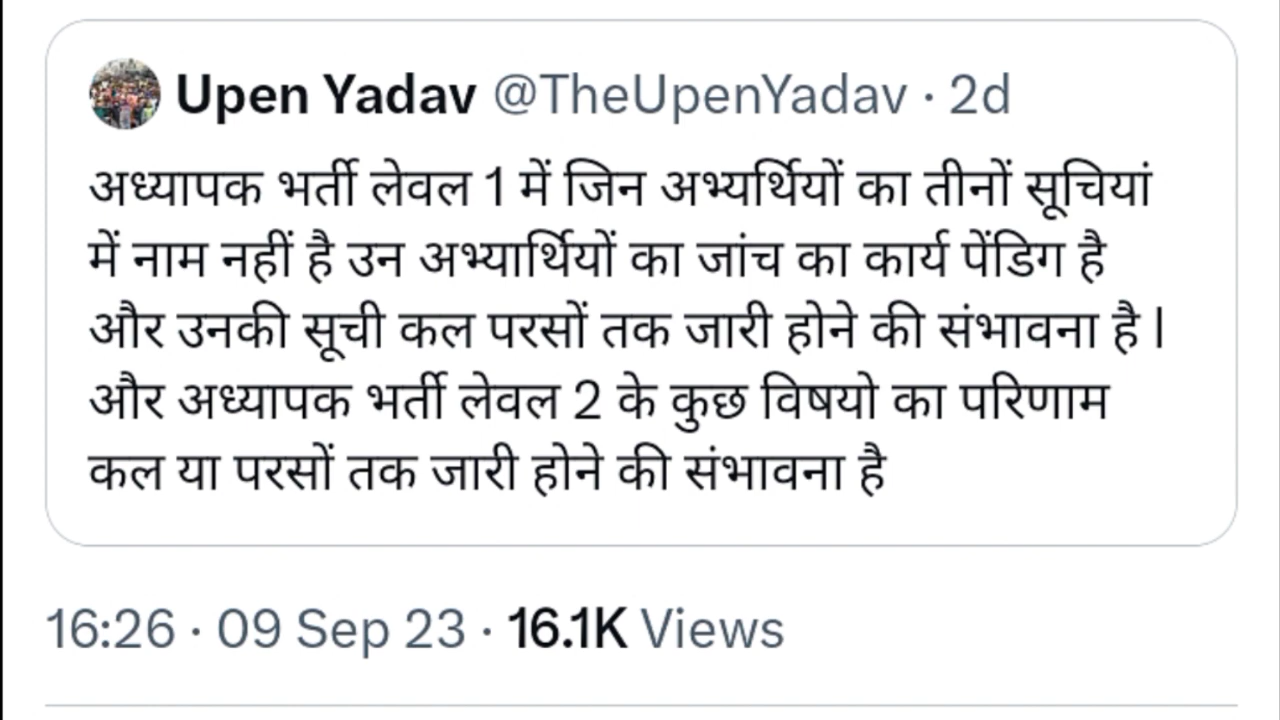 Upen Yadav @TheUpenYadav · 2d
अध्यापक भर्ती लेवल 1 में जिन अभ्यर्थियों का तीनों सूचियां
में नाम नहीं है उन अभ्यार्थियों का जांच का कार्य पेंडिग है
और उनकी सूची कल परसों तक जारी होने की संभावना है l
और अध्यापक भर्ती लेवल 2 के कुछ विषयो का परिणाम
कल या परसों तक जारी होने की संभावना है
16:26 · 09 Sep 23 · 16.1K Views